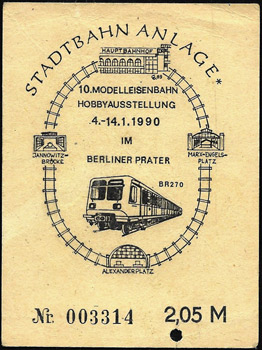 STADTBAHN ANLAGE*
HAUPTBAHNHOF
10. MODELLEISENBAHN
HOBBYAUSSTELLUNG
4.-14.1.1990
IM
BERLINER PRATER
JANNOWITZ-
BRÜCKE
MARX-ENGELS-
PLATZ
BR270
ALEXANDERPLATZ
Nr. 003314
2,05 M